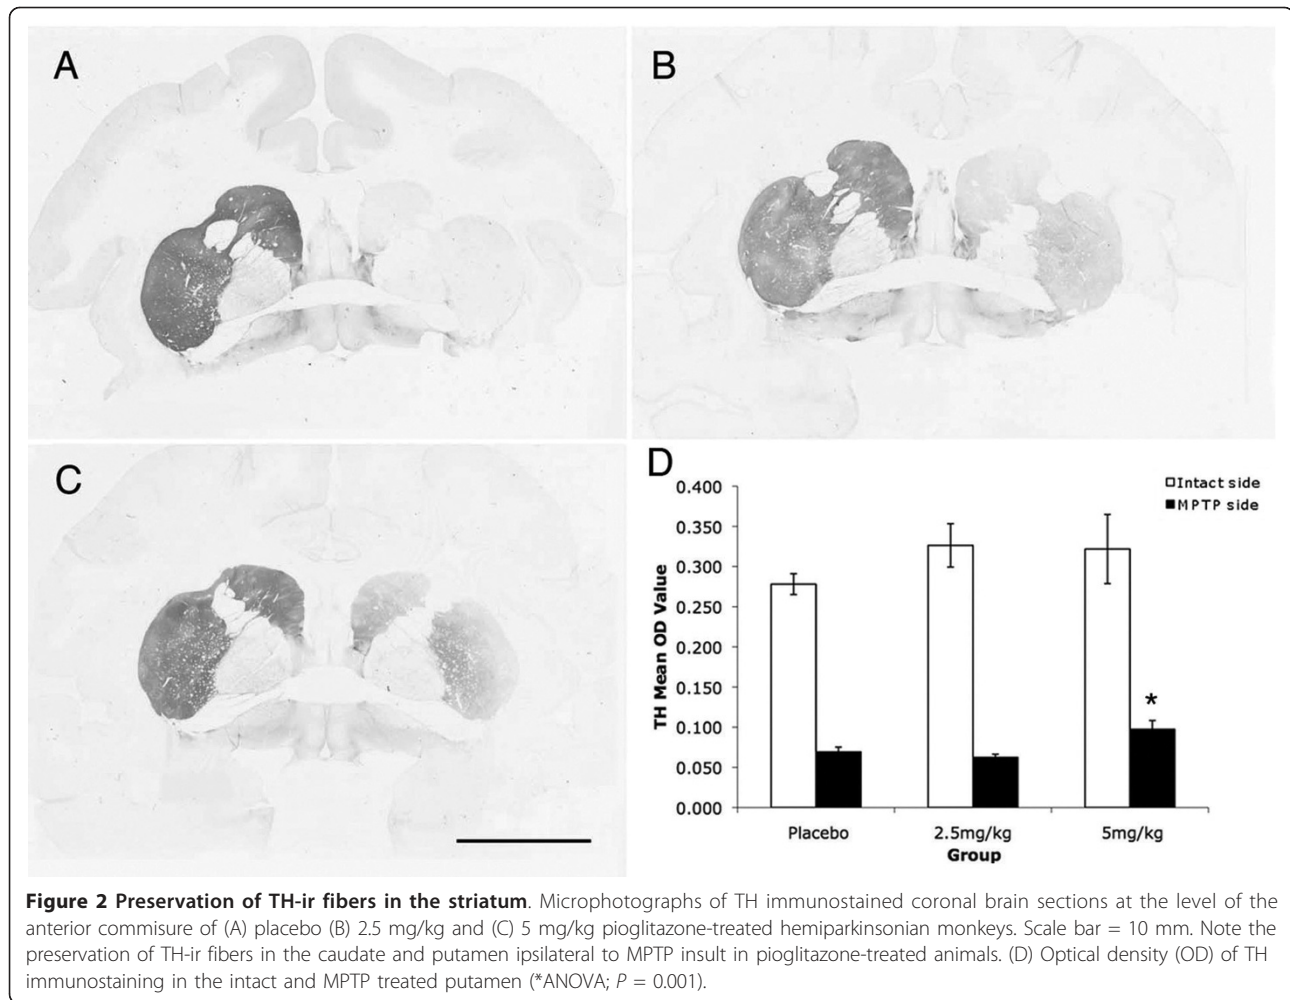 A
B
C
D
0.400
0.350
0.300
0.250
0.200
0.150
0.100
0.050
0.000
TH Mean OD Value
Intact side
MPTP side
*
Placebo
2.5mg/kg
5mg/kg
Group
Figure 2 Preservation of TH-ir fibers in the striatum. Microphotographs of TH immunostained coronal brain sections at the level of the
anterior commisure of (A) placebo (B) 2.5 mg/kg and (C) 5 mg/kg pioglitazone-treated hemiparkinsonian monkeys. Scale bar = 10 mm. Note the
preservation of TH-ir fibers in the caudate and putamen ipsilateral to MPTP insult in pioglitazone-treated animals. (D) Optical density (OD) of TH
immunostaining in the intact and MPTP treated putamen (*ANOVA; P = 0.001).